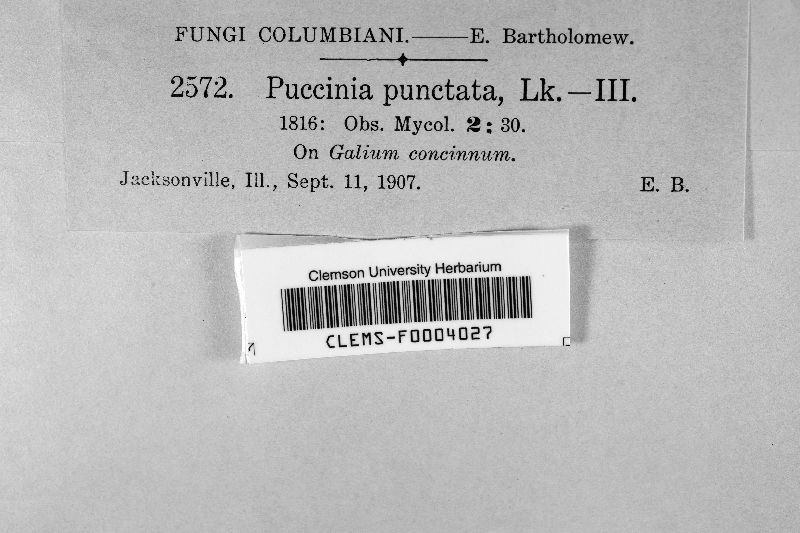 FUNGI COLUMBIANI.——E. Bartholomew.
2572. Puccinia punctata, Lk.—III.
1816: Obs. Mycol. 2: 30.
On Galium concinnum.
Jacksonville, Ill., Sept. 11, 1907. E. B.
Clemson University Herbarium
CLEMS-F0004027